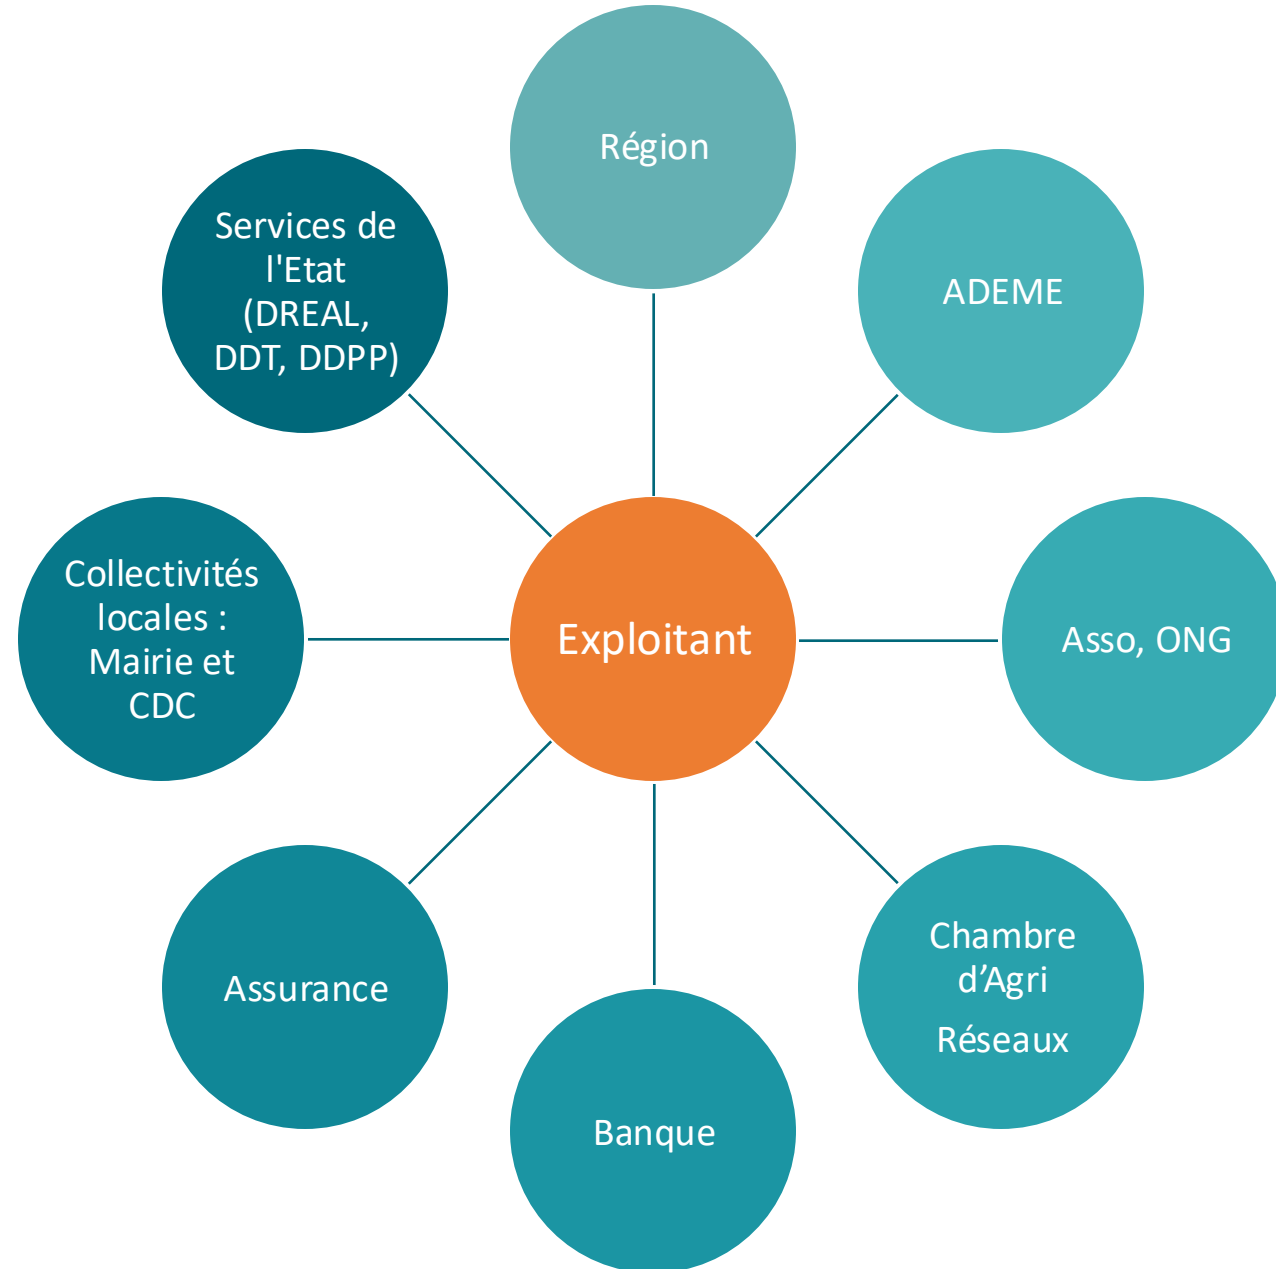 Région
Services de
l'Etat
(DREAL,
DDT, DDPP)
ADEME
Collectivités
locales :
Mairie et
CDC
Exploitant
Asso, ONG
Assurance
Chambre
d’Agri
Réseaux
Banque